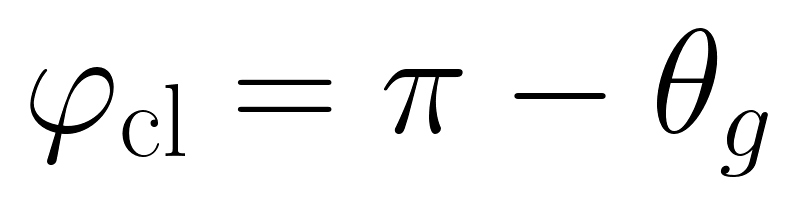 φ_cl = π − θ_g